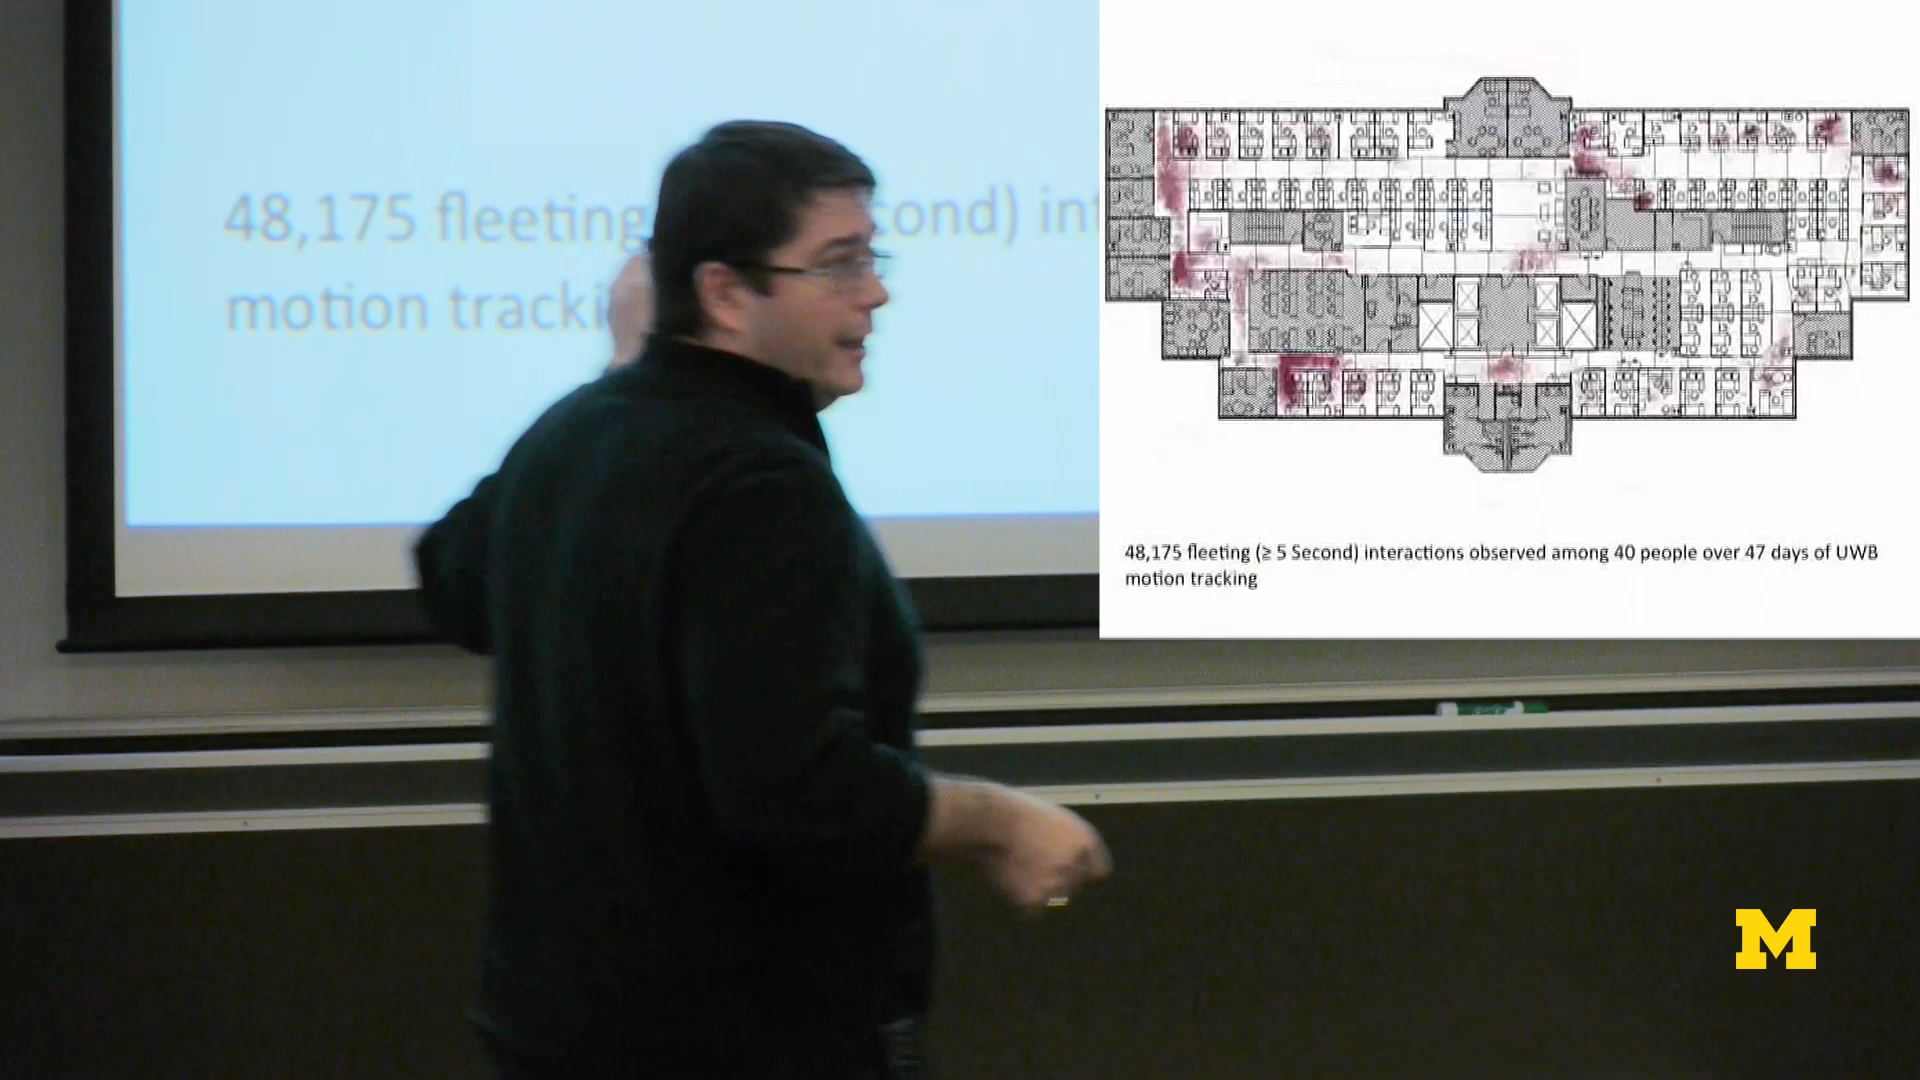 48,175 fleeting cond) in
motion tracki
48,175 fleeting (≥ 5 Second) interactions observed among 40 people over 47 days of UWB
motion tracking
M